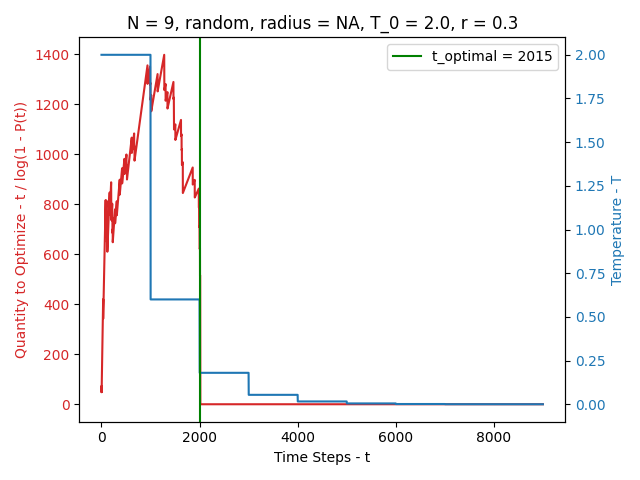 N = 9, random, radius = NA, T_0 = 2.0, r = 0.3
t_optimal = 2015
Quantity to Optimize - t / log(1 - P(t))
1400
1200
1000
800
600
400
200
0
2.00
1.75
1.50
1.25
1.00
0.75
0.50
0.25
0.00
Temperature - T
0 2000 4000 6000 8000
Time Steps - t